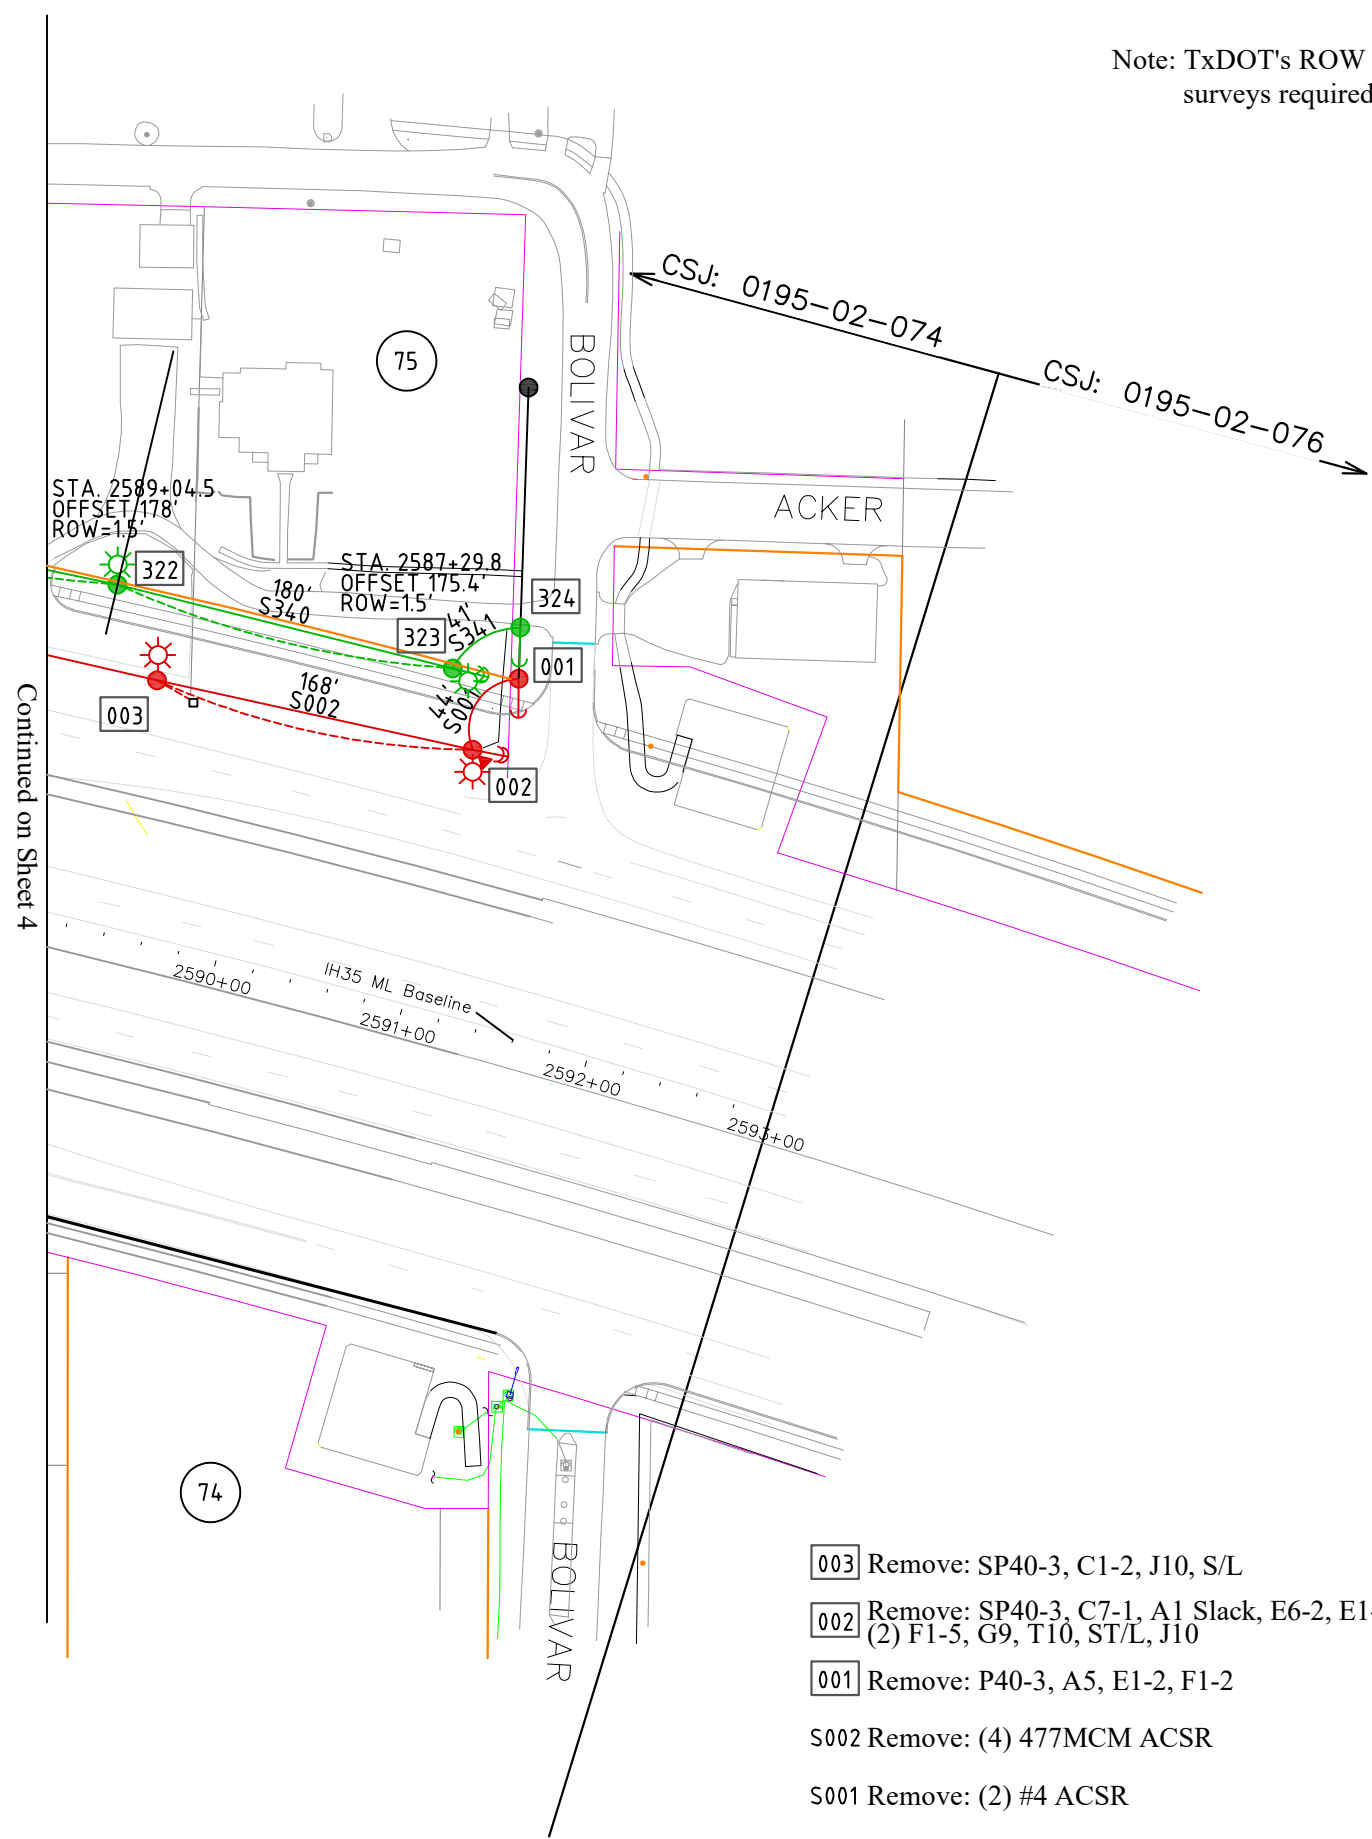 Note: TxDOT's ROW
surveys required
CSJ: 0195-02-074
CSJ: 0195-02-076
BOLIVAR
75
ACKER
STA. 2589+04.5
OFFSET 178'
ROW=1.5'
322
180'
S340
STA. 2587+29.8
OFFSET 175.4'
ROW=1.5'
41'
S341
324
323
001
44'
S001
168'
S002
003
002
Continued on Sheet 4
IH35 ML Baseline
2590+00
2591+00
2592+00
2593+00
74
BOLIVAR
003 Remove: SP40-3, C1-2, J10, S/L
002 Remove: SP40-3, C7-1, A1 Slack, E6-2, E1-
(2) F1-5, G9, T10, ST/L, J10
001 Remove: P40-3, A5, E1-2, F1-2
S002 Remove: (4) 477MCM ACSR
S001 Remove: (2) #4 ACSR